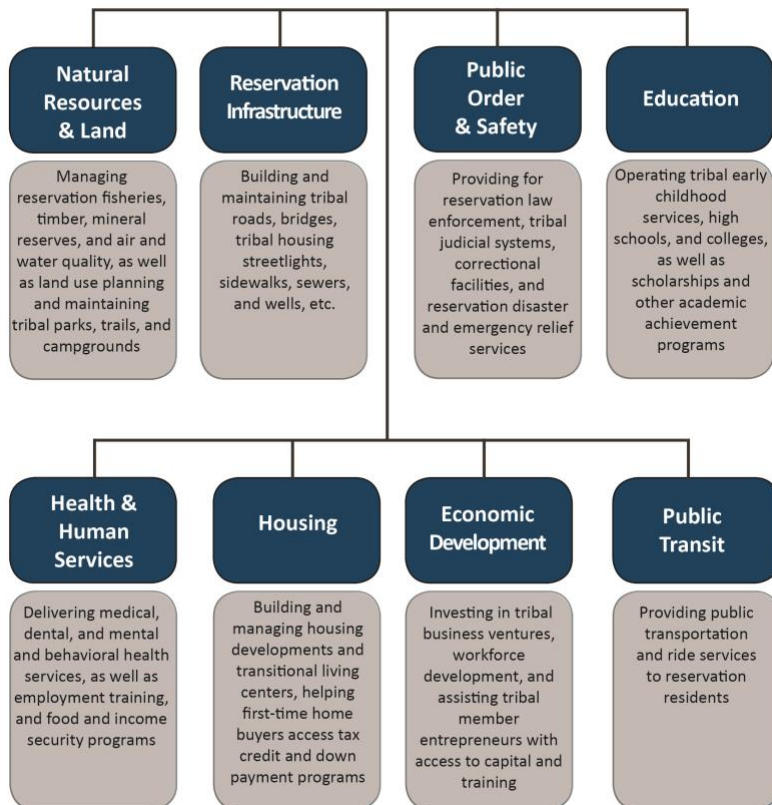 Natural
Resources
& Land
Managing
reservation fisheries,
timber, mineral
reserves, and air and
water quality, as well
as land use planning
and maintaining
tribal parks, trails, and
campgrounds
Reservation
Infrastructure
Building and
maintaining tribal
roads, bridges,
tribal housing
streetlights,
sidewalks, sewers,
and wells, etc.
Public
Order
& Safety
Providing for
reservation law
enforcement, tribal
judicial systems,
correctional
facilities, and
reservation disaster
and emergency relief
services
Education
Operating tribal early
childhood
services, high
schools, and colleges,
as well as
scholarships and
other academic
achievement
programs
Health &
Human
Services
Delivering medical,
dental, and mental
and behavioral health
services, as well as
employment training,
and food and income
security programs
Housing
Building and
managing housing
developments and
transitional living
centers, helping
first-time home
buyers access tax
credit and down
payment programs
Economic
Development
Investing in tribal
business ventures,
workforce
development, and
assisting tribal
member
entrepreneurs with
access to capital and
training
Public
Transit
Providing public
transportation
and ride services
to reservation
residents